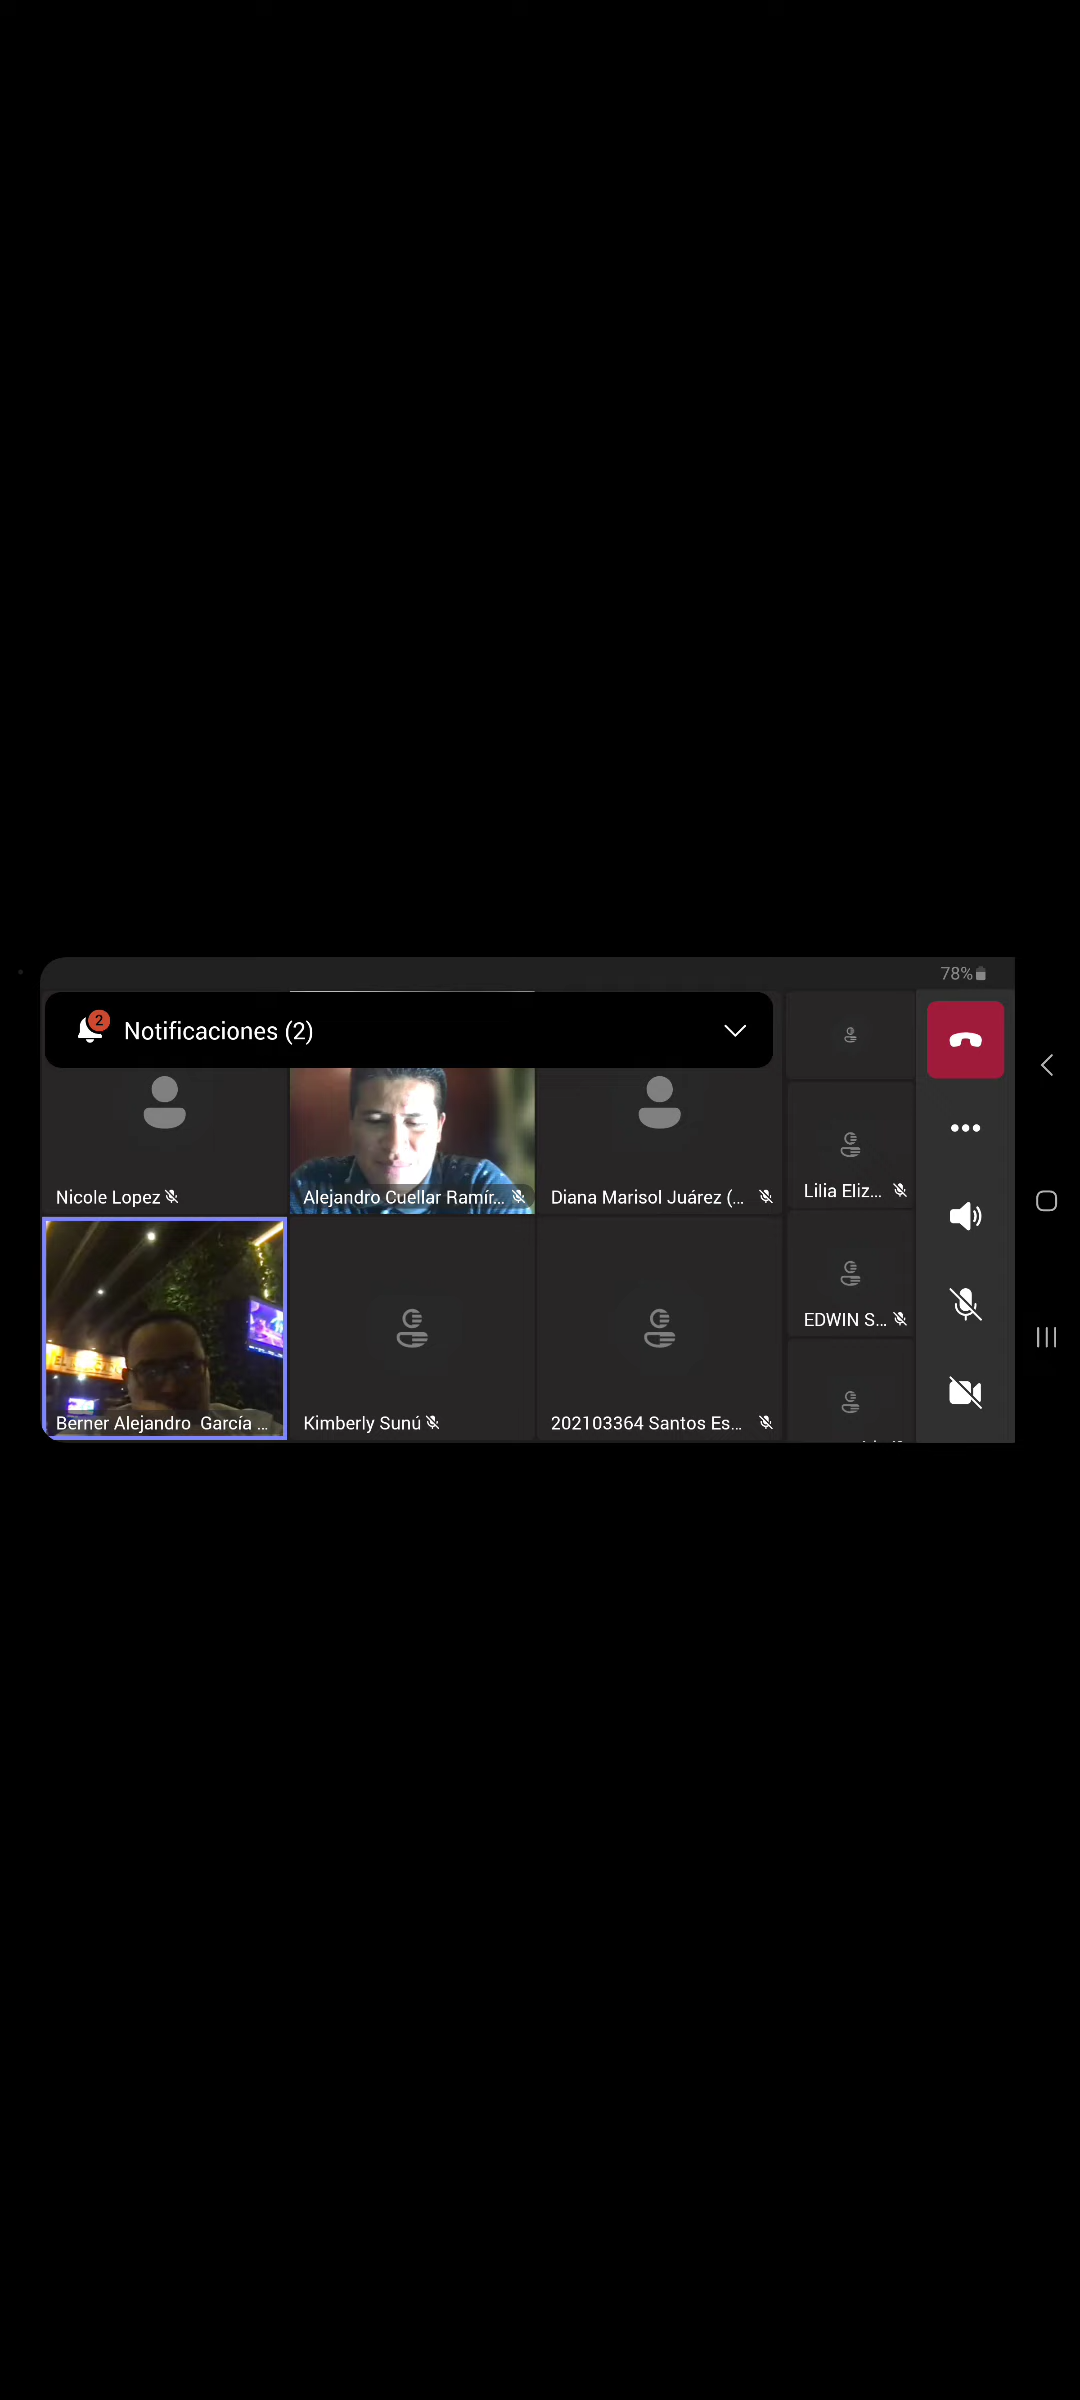 78%
2
Notificaciones (2)
Nicole Lopez
Alejandro Cuellar Ramír...
Diana Marisol Juárez (...
Lilia Eliz...
EDWIN S...
Berner Alejandro García ...
Kimberly Sunú
202103364 Santos Es...